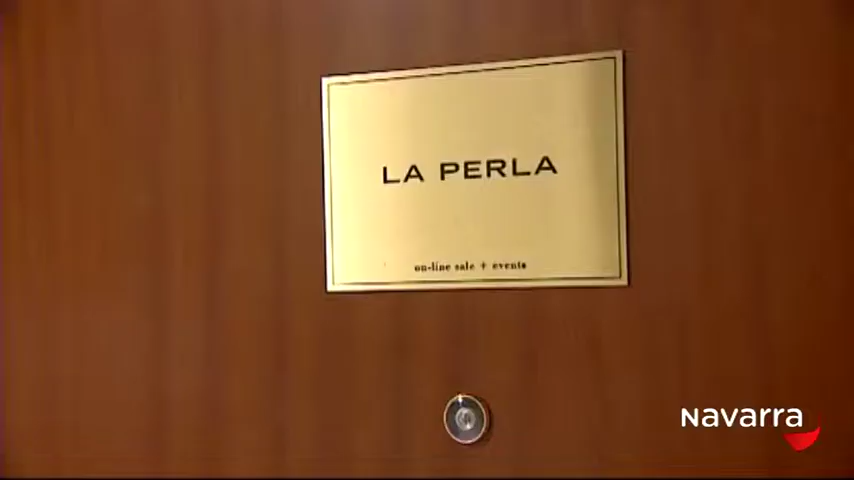 LA PERLA
on-line sale + events
Navarra